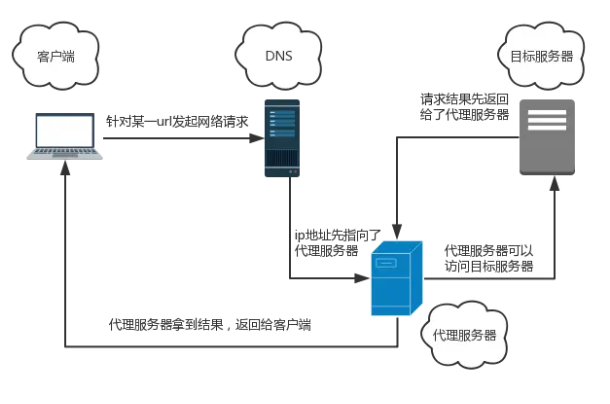 客户端
DNS
目标服务器
针对某一url发起网络请求
请求结果先返回
给了代理服务器
ip地址先指向了
代理服务器
代理服务器可以
访问目标服务器
代理服务器拿到结果，返回给客户端
代理服务器